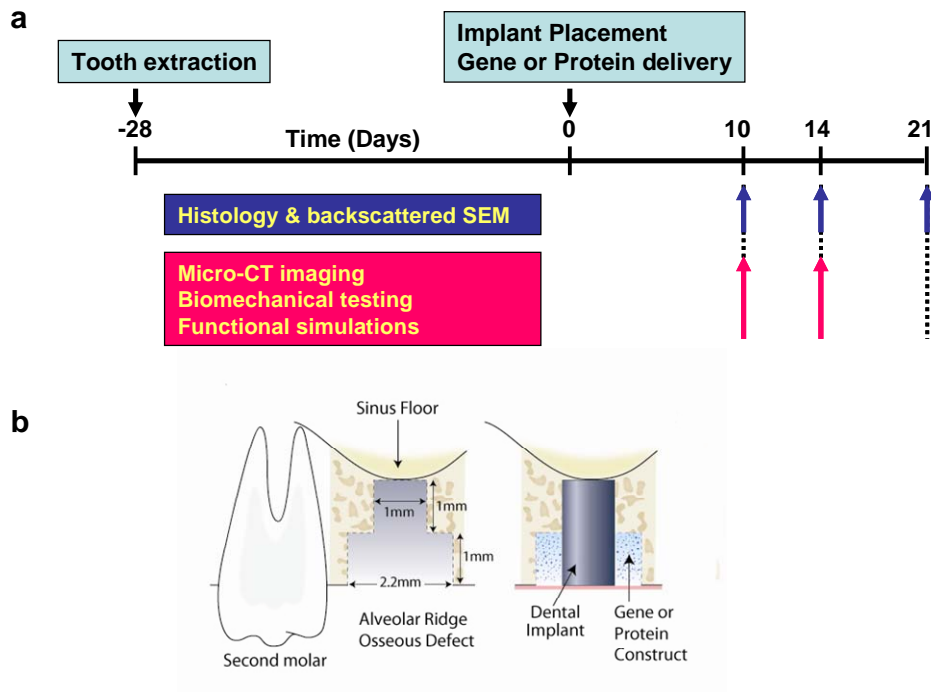 a
Tooth extraction
Implant Placement
Gene or Protein delivery
-28
0
10
14
21
Time (Days)
Histology & backscattered SEM
Micro-CT imaging
Biomechanical testing
Functional simulations
b
Sinus Floor
1mm
1mm
1mm
2.2mm
Second molar
Alveolar Ridge
Osseous Defect
Dental
Implant
Gene or
Protein
Construct